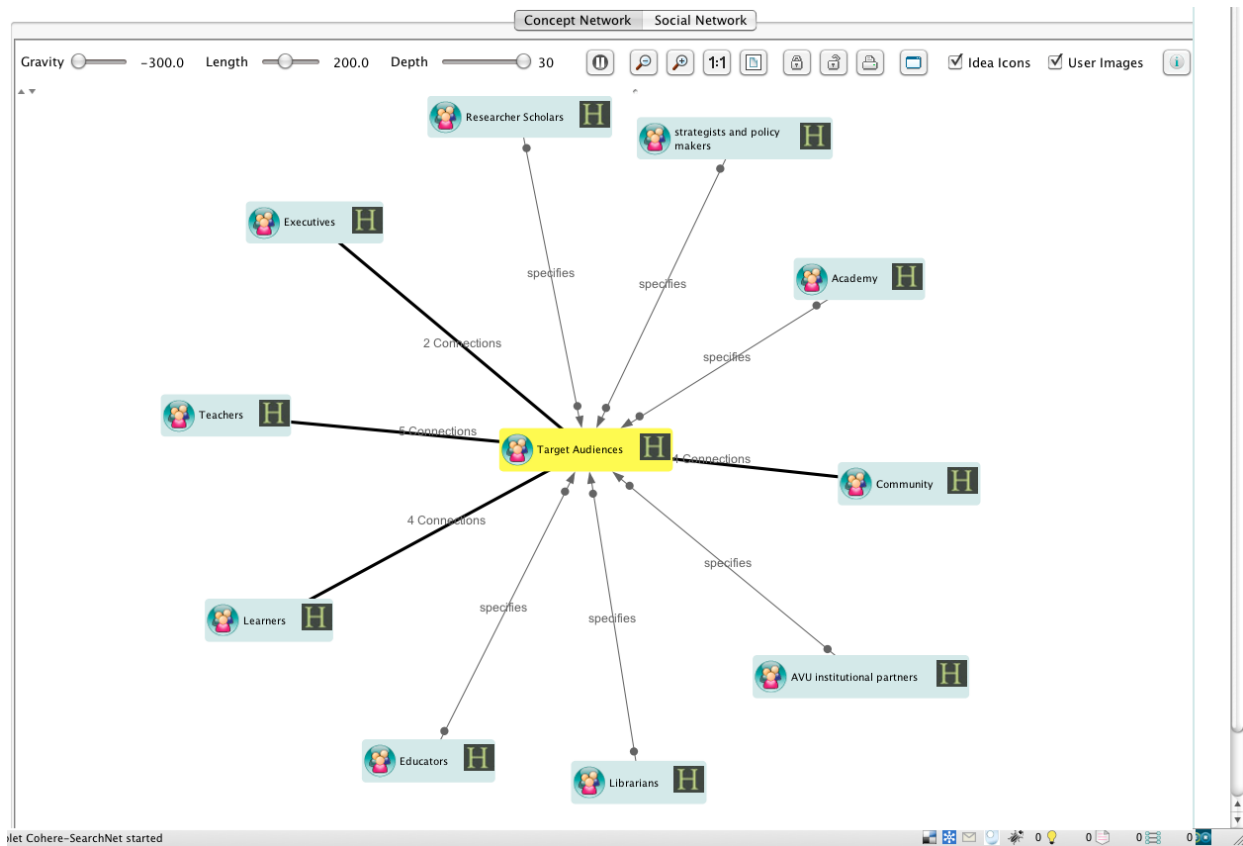 Concept Network Social Network
Gravity -300.0 Length 200.0 Depth 30 1:1 Idea Icons User Images
Researcher Scholars H
strategists and policy
makers H
Executives H
Academy H
specifies
specifies
2 Connections
specifies
Teachers H
5 Connections
Target Audiences H
Connections
Community H
4 Connections
specifies
Learners H
specifies
specifies
AVU institutional partners H
Educators H
Librarians H
let Cohere-SearchNet started
0 0 0 0